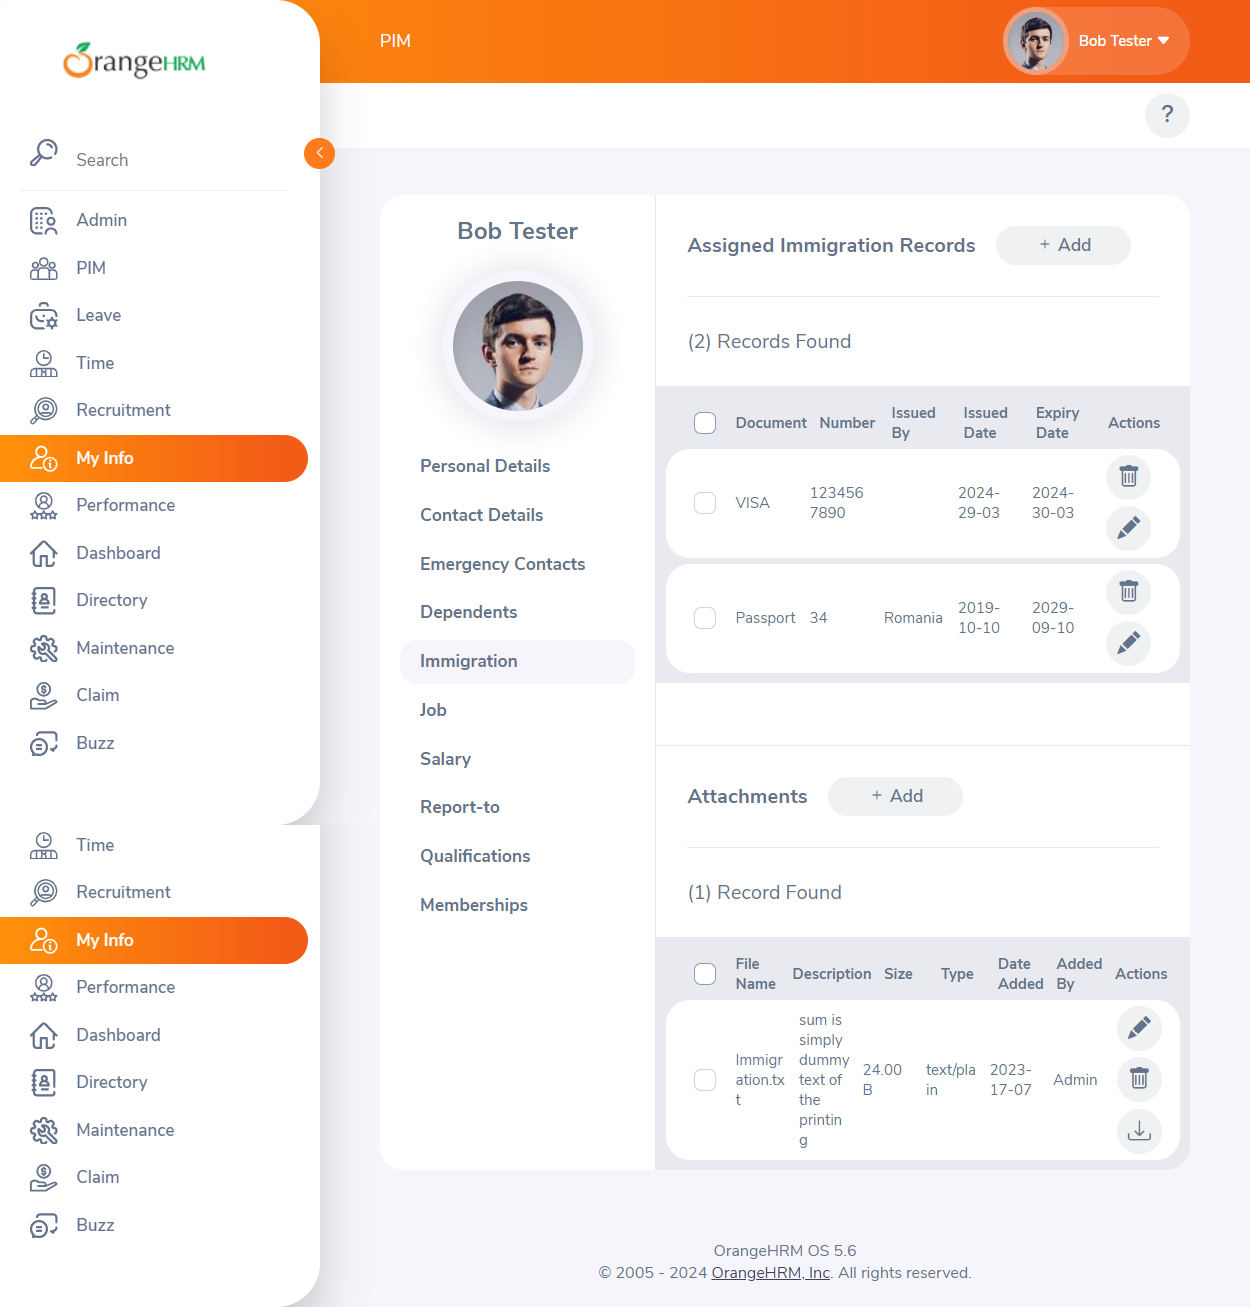 OrangeHRM
Search
Admin
PIM
Leave
Time
Recruitment
My Info
Performance
Dashboard
Directory
Maintenance
Claim
Buzz
Time
Recruitment
My Info
Performance
Dashboard
Directory
Maintenance
Claim
Buzz
PIM
Bob Tester
?
Bob Tester
Personal Details
Contact Details
Emergency Contacts
Dependents
Immigration
Job
Salary
Report-to
Qualifications
Memberships
Assigned Immigration Records
+ Add
(2) Records Found
Document Number Issued By Issued Date Expiry Date Actions
VISA 123456 7890 2024-29-03 2024-30-03
Passport 34 Romania 2019-10-10 2029-09-10
Attachments
+ Add
(1) Record Found
File Name Description Size Type Date Added Added By Actions
Immigration.txt sum is simply dummy text of the printing 24.00 B text/plain 2023-17-07 Admin
OrangeHRM OS 5.6
© 2005 - 2024 OrangeHRM, Inc. All rights reserved.